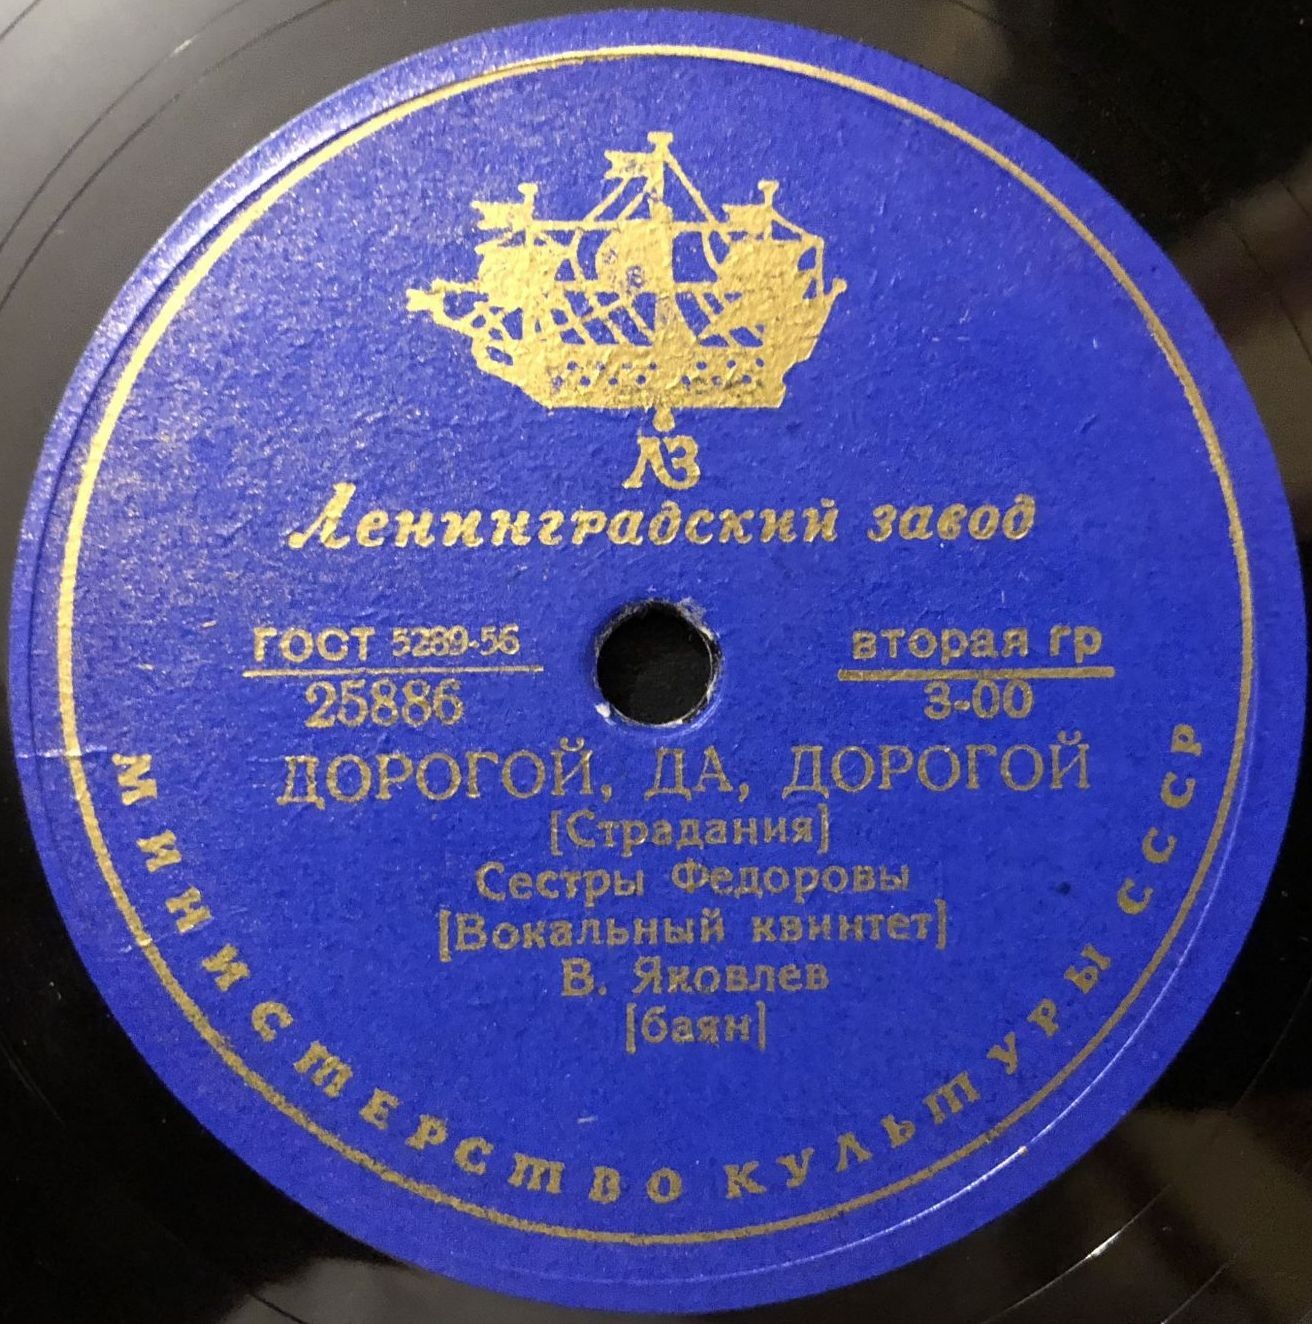 ЛЗ
Ленинградский завод
ГОСТ 5289-56
25886
вторая гр
3-00
ДОРОГОЙ, ДА, ДОРОГОЙ
[Страдания]
Сестры Федоровы
[Вокальный квинтет]
В. Яковлев
[баян]
МИНИСТЕРСТВО КУЛЬТУРЫ СССР